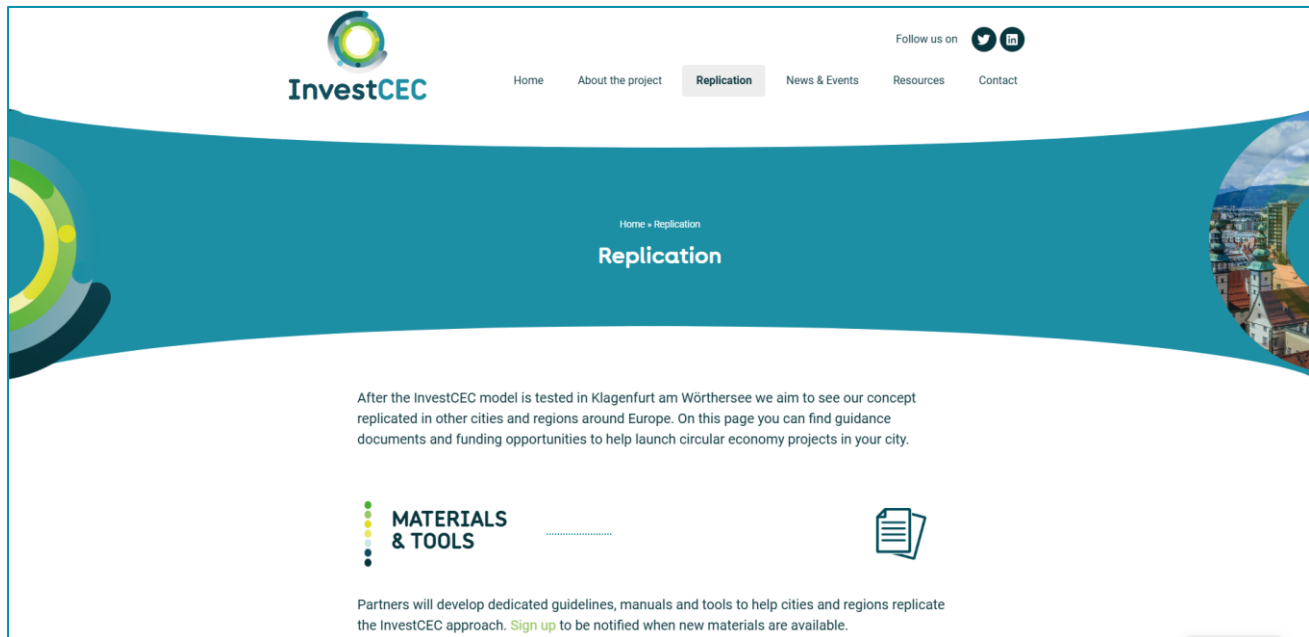 Follow us on
InvestCEC
Home About the project Replication News & Events Resources Contact
Home » Replication
Replication
After the InvestCEC model is tested in Klagenfurt am Wörthersee we aim to see our concept
replicated in other cities and regions around Europe. On this page you can find guidance
documents and funding opportunities to help launch circular economy projects in your city.
MATERIALS
& TOOLS
Partners will develop dedicated guidelines, manuals and tools to help cities and regions replicate
the InvestCEC approach. Sign up to be notified when new materials are available.